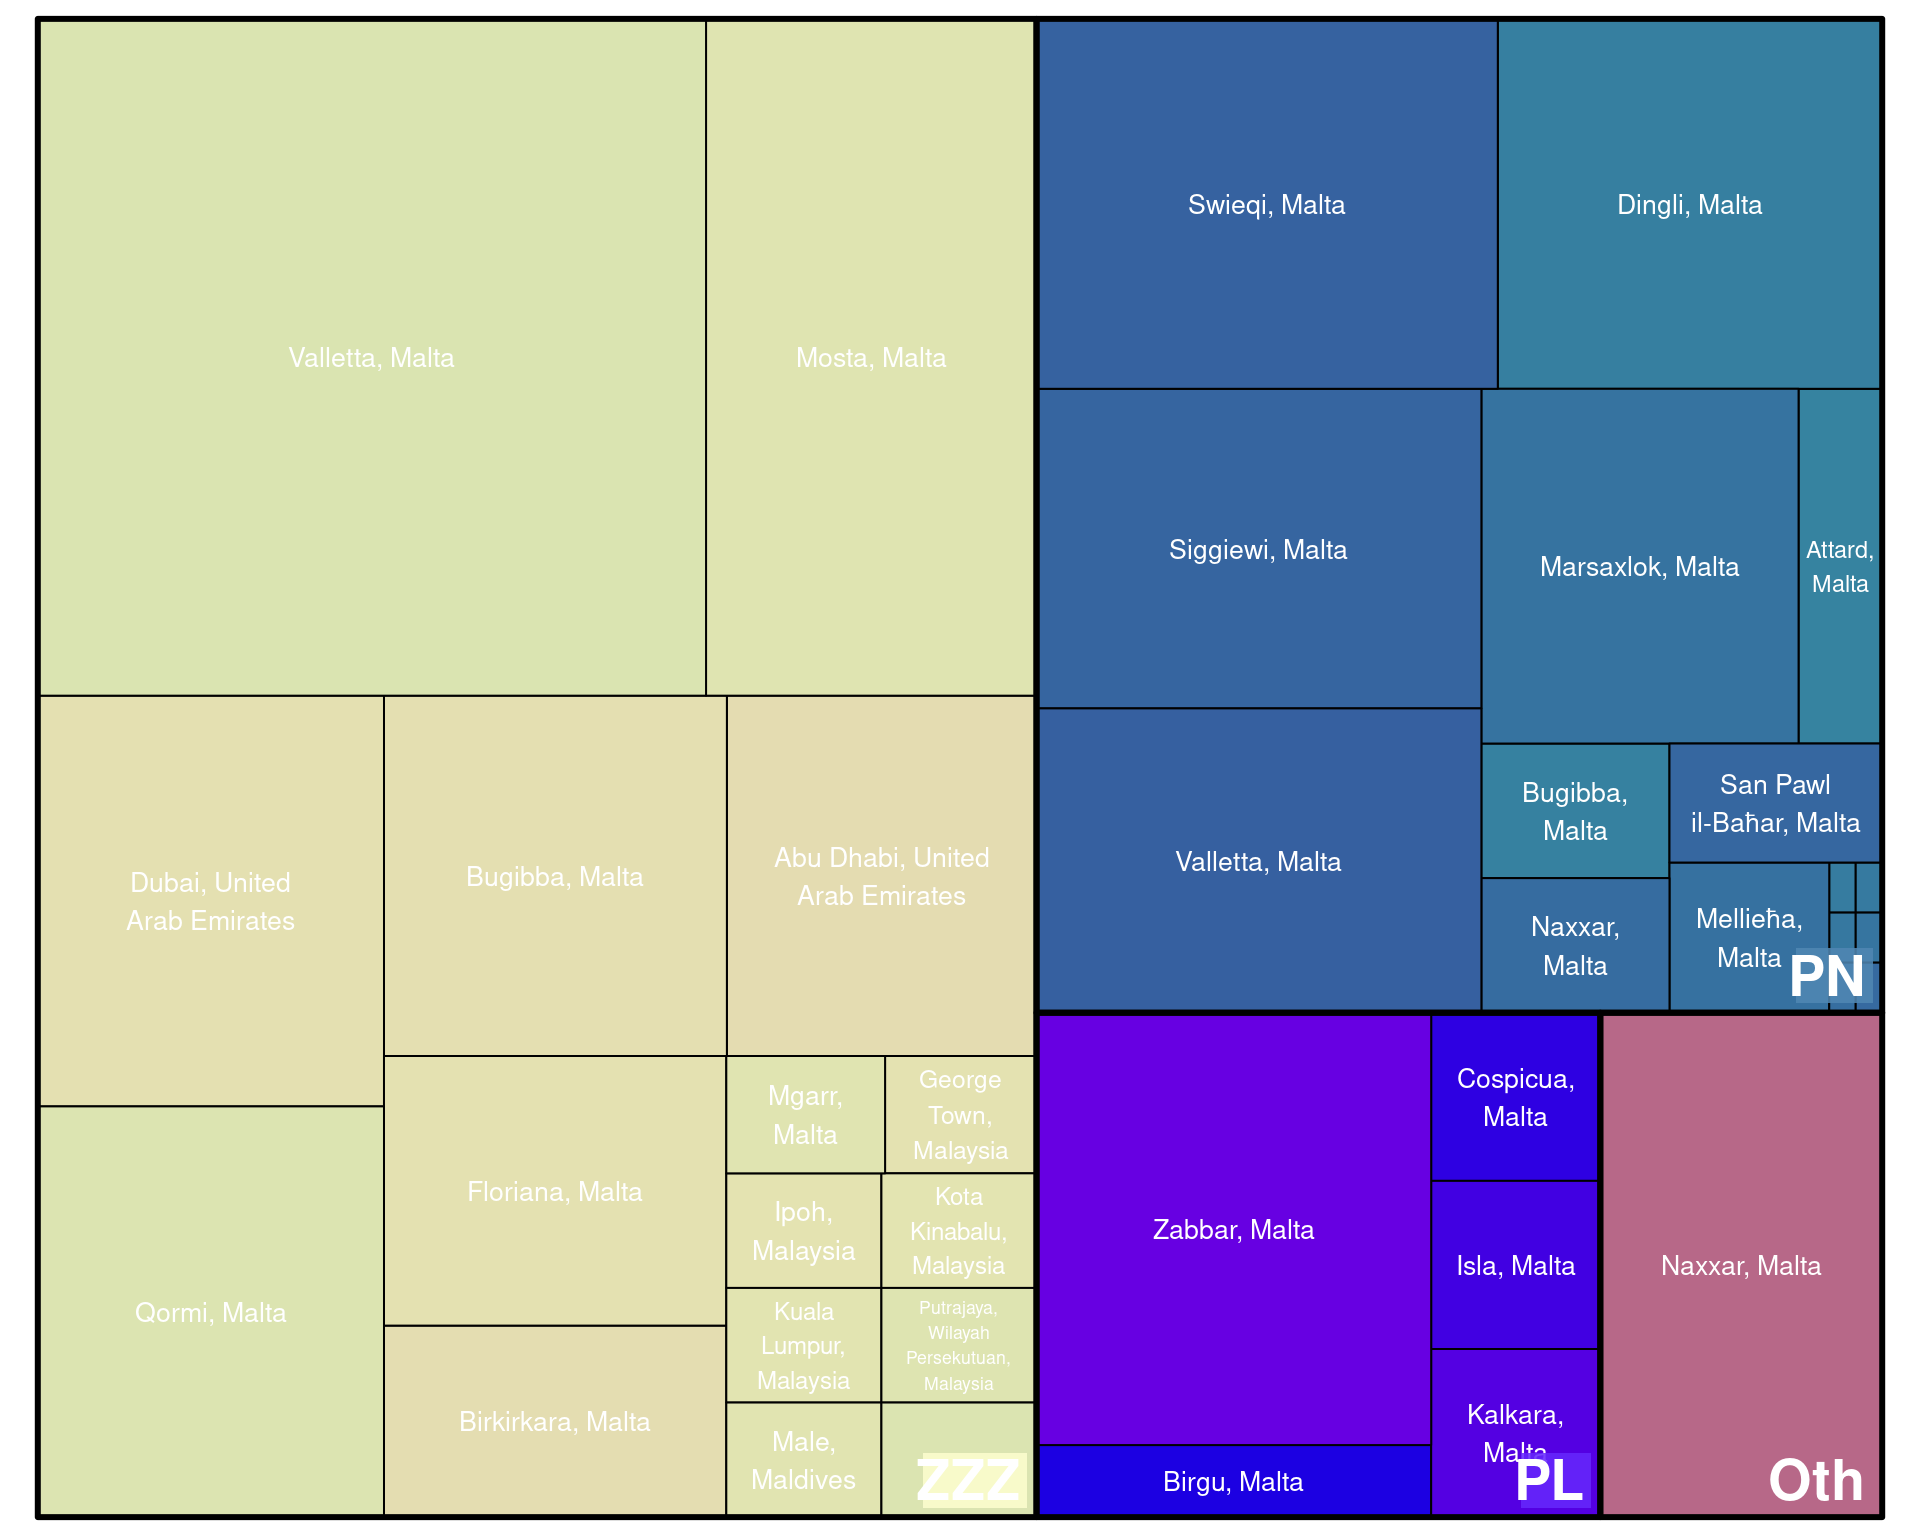 Valletta, Malta
Mosta, Malta
Dubai, United
Arab Emirates
Bugibba, Malta
Abu Dhabi, United
Arab Emirates
Qormi, Malta
Floriana, Malta
Birkirkara, Malta
Mgarr,
Malta
George
Town,
Malaysia
Ipoh,
Malaysia
Kota
Kinabalu,
Malaysia
Kuala
Lumpur,
Malaysia
Putrajaya,
Wilayah
Persekutuan,
Malaysia
Male,
Maldives
ZZZ
Swieqi, Malta
Dingli, Malta
Siggiewi, Malta
Marsaxlok, Malta
Attard,
Malta
Valletta, Malta
Bugibba,
Malta
San Pawl
il-Baħar, Malta
Naxxar,
Malta
Mellieħa,
Malta
PN
Zabbar, Malta
Cospicua,
Malta
Isla, Malta
Kalkara,
Malta
Birgu, Malta
PL
Naxxar, Malta
Oth